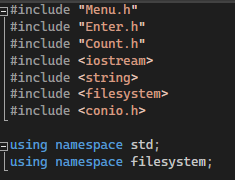 #include "Menu.h"
#include "Enter.h"
#include "Count.h"
#include <iostream>
#include <string>
#include <filesystem>
#include <conio.h>

using namespace std;
using namespace filesystem;